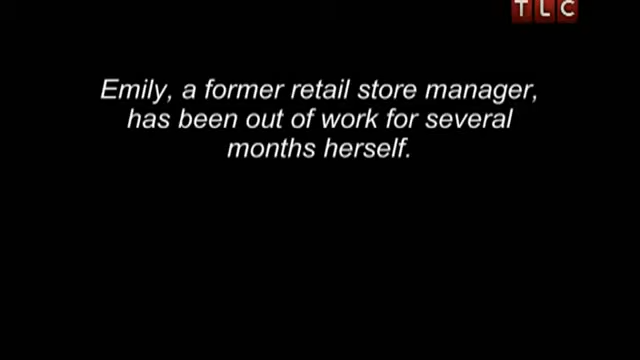 TLC
Emily, a former retail store manager,
has been out of work for several
months herself.